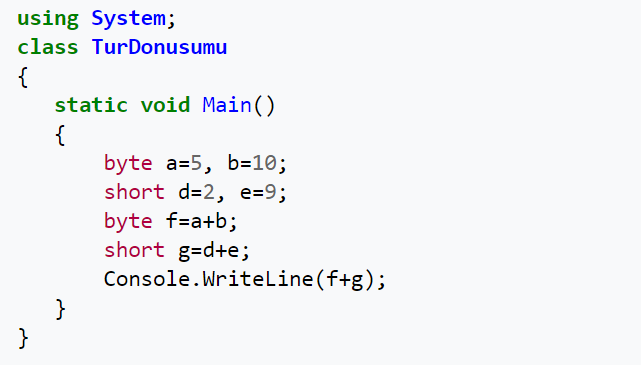 using System;
class TurDonusumu
{
   static void Main()
   {
       byte a=5, b=10;
       short d=2, e=9;
       byte f=a+b;
       short g=d+e;
       Console.WriteLine(f+g);
   }
}